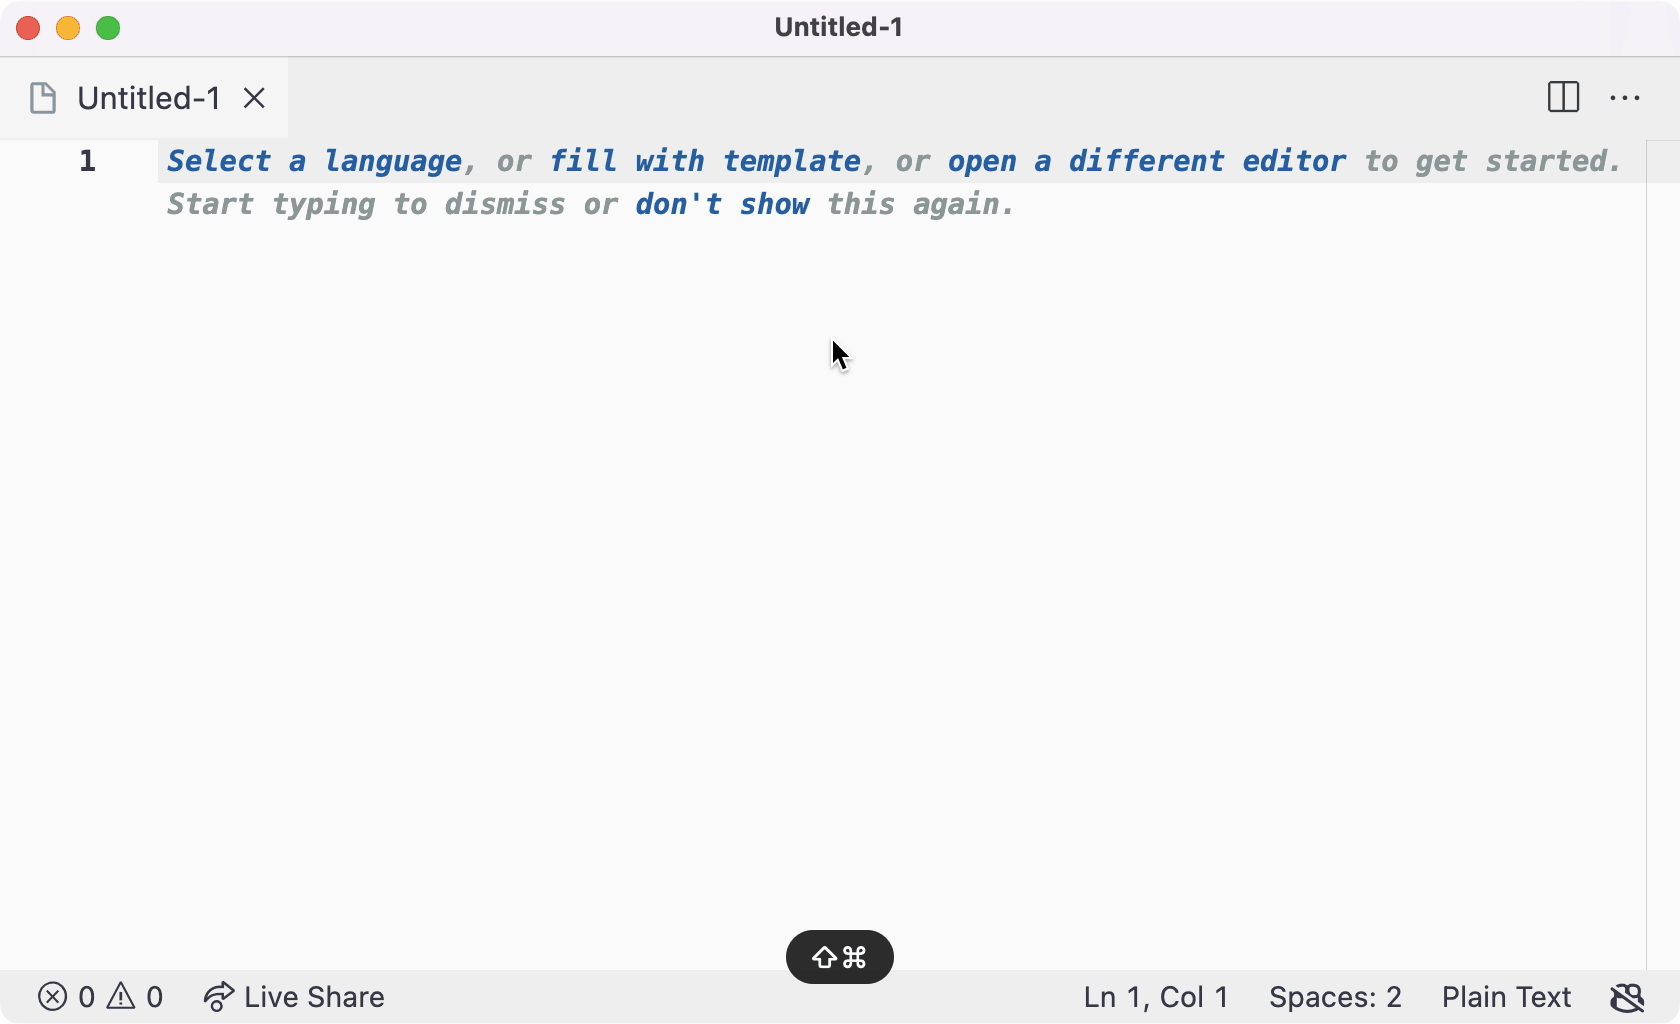 Untitled-1
Untitled-1
1 Select a language, or fill with template, or open a different editor to get started.
Start typing to dismiss or don't show this again.
⇧⌘
0 0 Live Share Ln 1, Col 1 Spaces: 2 Plain Text